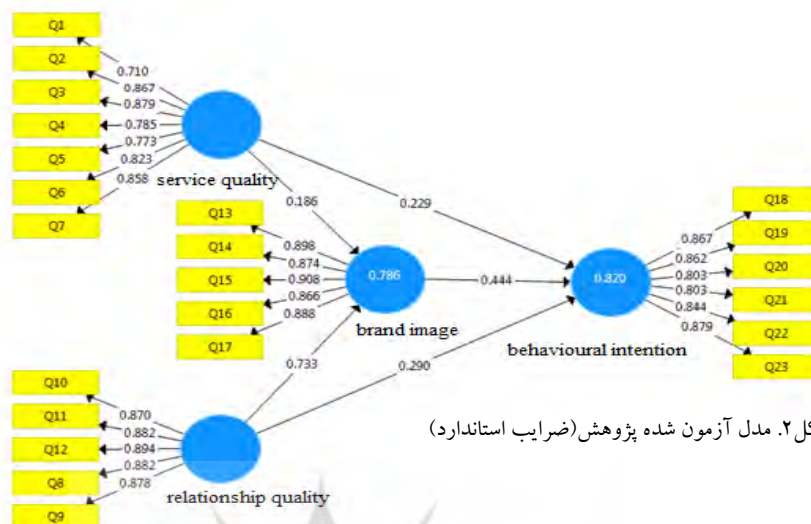 Q1
Q2
Q3
Q4
Q5
Q6
Q7
0.710
0.867
0.879
0.785
0.773
0.823
0.858
service quality
0.186
0.229
Q13
Q14
Q15
Q16
Q17
0.898
0.874
0.908
0.866
0.888
0.786
brand image
0.444
0.820
behavioural intention
0.867
0.862
0.803
0.803
0.844
0.879
Q18
Q19
Q20
Q21
Q22
Q23
0.733
0.290
Q10
Q11
Q12
Q8
Q9
0.870
0.882
0.894
0.882
0.878
relationship quality
کل۲. مدل آزمون شده پژوهش(ضرایب استاندارد)